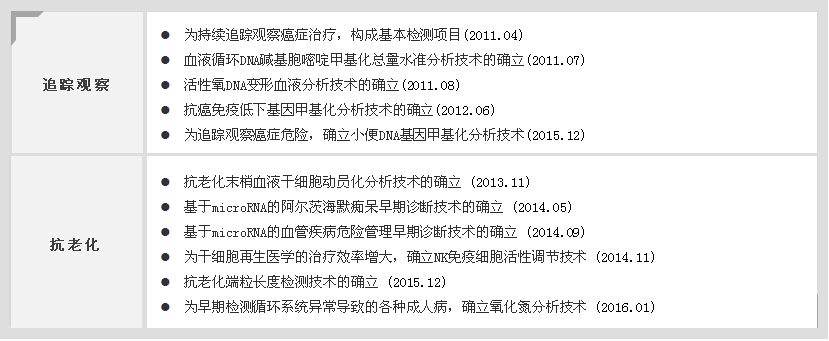 追踪观察
● 为持续追踪观察癌症治疗，构成基本检测项目(2011.04)
● 血液循环DNA碱基胞嘧啶甲基化总量水准分析技术的确立(2011.07)
● 活性氧DNA变形血液分析技术的确立(2011.08)
● 抗癌免疫低下基因甲基化分析技术的确立(2012.06)
● 为追踪观察癌症危险，确立小便DNA基因甲基化分析技术(2015.12)
抗老化
● 抗老化末梢血液干细胞动员化分析技术的确立 (2013.11)
● 基于microRNA的阿尔茨海默痴呆早期诊断技术的确立 (2014.05)
● 基于microRNA的血管疾病危险管理早期诊断技术的确立 (2014.09)
● 为干细胞再生医学的治疗效率增大，确立NK免疫细胞活性调节技术 (2014.11)
● 抗老化端粒长度检测技术的确立 (2015.12)
● 为早期检测循环系统异常导致的各种成人病，确立氧化氮分析技术 (2016.01)